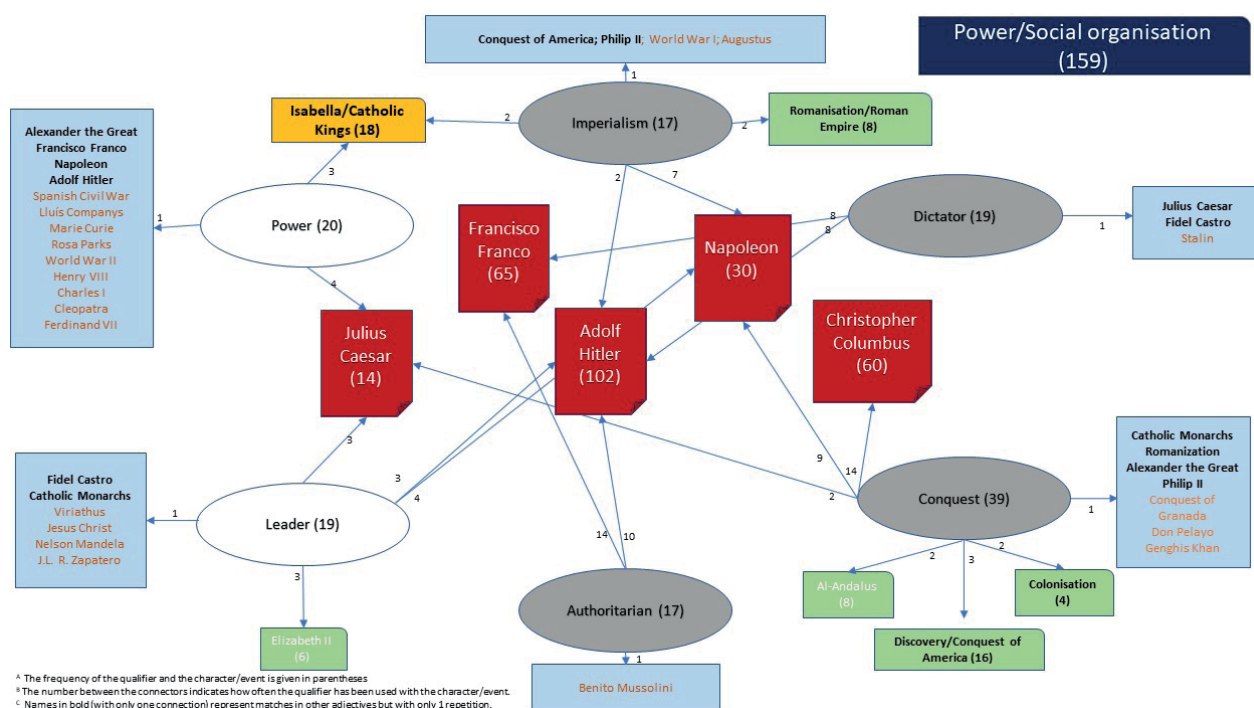 Power/Social organisation
(159)
Conquest of America; Philip II; World War I; Augustus
1
Imperialism (17)
2
2
2
7
Isabella/Catholic
Kings (18)
Romanisation/Roman
Empire (8)
Alexander the Great
Francisco Franco
Napoleon
Adolf Hitler
Spanish Civil War
Lluís Companys
Marie Curie
Rosa Parks
World War II
Henry VIII
Charles I
Cleopatra
Ferdinand VII
1
3
Power (20)
4
Francisco
Franco
(65)
Napoleon
(30)
8
8
Dictator (19)
1
Julius Caesar
Fidel Castro
Stalin
Julius
Caesar
(14)
Adolf
Hitler
(102)
Christopher
Columbus
(60)
3
3
4
Fidel Castro
Catholic Monarchs
Viriathus
Jesus Christ
Nelson Mandela
J.L. R. Zapatero
1
Leader (19)
3
Elizabeth II
(6)
14
10
Authoritarian (17)
1
Benito Mussolini
9
14
2
Conquest (39)
1
Catholic Monarchs
Romanization
Alexander the Great
Philip II
Conquest of
Granada
Don Pelayo
Genghis Khan
2
3
2
Al-Andalus
(8)
Colonisation
(4)
Discovery/Conquest of
America (16)
A The frequency of the qualifier and the character/event is given in parentheses
B The number between the connectors indicates how often the qualifier has been used with the character/event.
C Names in bold (with only one connection) represent matches in other adjectives but with only 1 repetition.